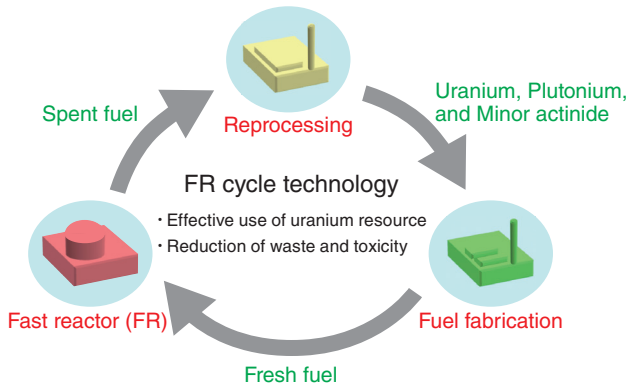 Spent fuel
Reprocessing
Uranium, Plutonium,
and Minor actinide
FR cycle technology
・Effective use of uranium resource
・Reduction of waste and toxicity
Fast reactor (FR)
Fuel fabrication
Fresh fuel